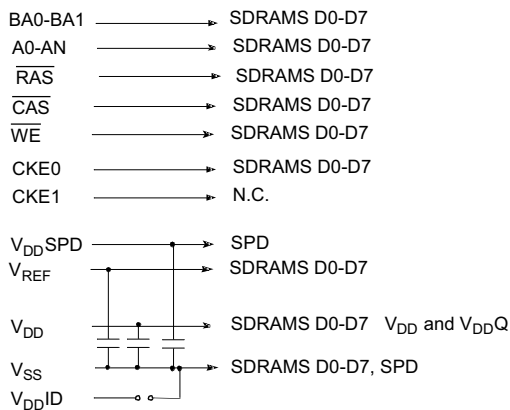 BA0-BA1 SDRAMS D0-D7
A0-AN SDRAMS D0-D7
RAS SDRAMS D0-D7
CAS SDRAMS D0-D7
WE SDRAMS D0-D7
CKE0 SDRAMS D0-D7
CKE1 N.C.
VDDSPD SPD
VREF SDRAMS D0-D7
VDD SDRAMS D0-D7 VDD and VDDQ
VSS SDRAMS D0-D7, SPD
VDDID